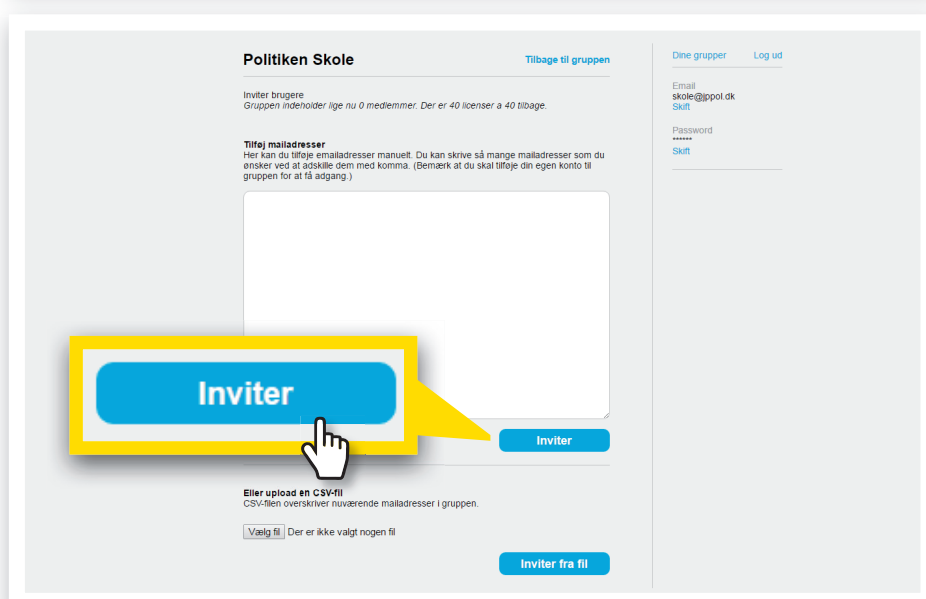 Politiken Skole
Tilbage til gruppen
Inviter brugere
Gruppen indeholder lige nu 0 medlemmer. Der er 40 licenser a 40 tilbage.
Tilføj mailadresser
Her kan du tilføje emailadresser manuelt. Du kan skrive så mange mailadresser som du
ønsker ved at adskille dem med komma. (Bemærk at du skal tilføje din egen konto til
gruppen for at få adgang.)
Inviter
Inviter
Eller upload en CSV-fil
CSV-filen overskriver nuværende mailadresser i gruppen.
Vælg fil Der er ikke valgt nogen fil
Inviter fra fil
Dine grupper Log ud
Email
skole@jppol.dk
Skift
Password
******
Skift